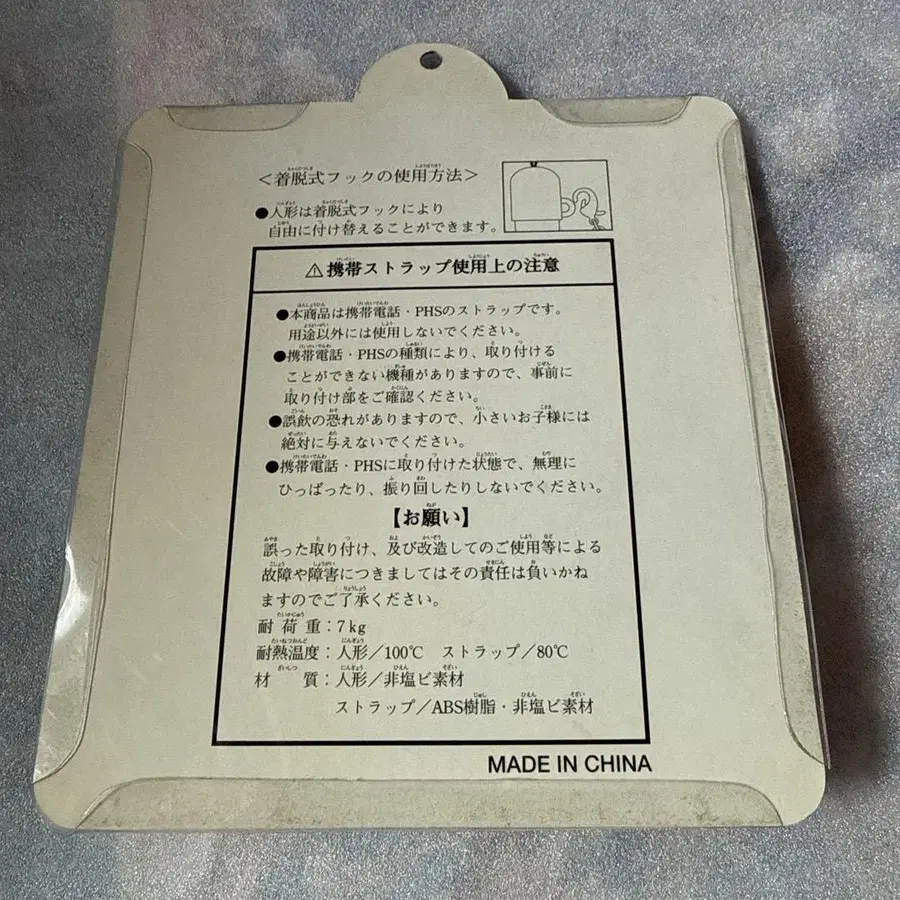 ＜着脱式フックの使用方法＞
●人形は着脱式フックにより
自由に付け替えることができます。
⚠携帯ストラップ使用上の注意
●本商品は携帯電話・PHSのストラップです。
用途以外には使用しないでください。
●携帯電話・PHSの種類により、取り付ける
ことができない機種がありますので、事前に
取り付け部をご確認ください。
●誤飲の恐れがありますので、小さいお子様には
絶対に与えないでください。
●携帯電話・PHSに取り付けた状態で、無理に
ひっぱったり、振り回したりしないでください。
【お願い】
誤った取り付け、及び改造してのご使用等による
故障や障害につきましてはその責任は負いかね
ますのでご了承ください。
耐荷重：7kg
耐熱温度：人形／100℃　ストラップ／80℃
材　質：人形／非塩ビ素材
ストラップ／ABS樹脂・非塩ビ素材
MADE IN CHINA